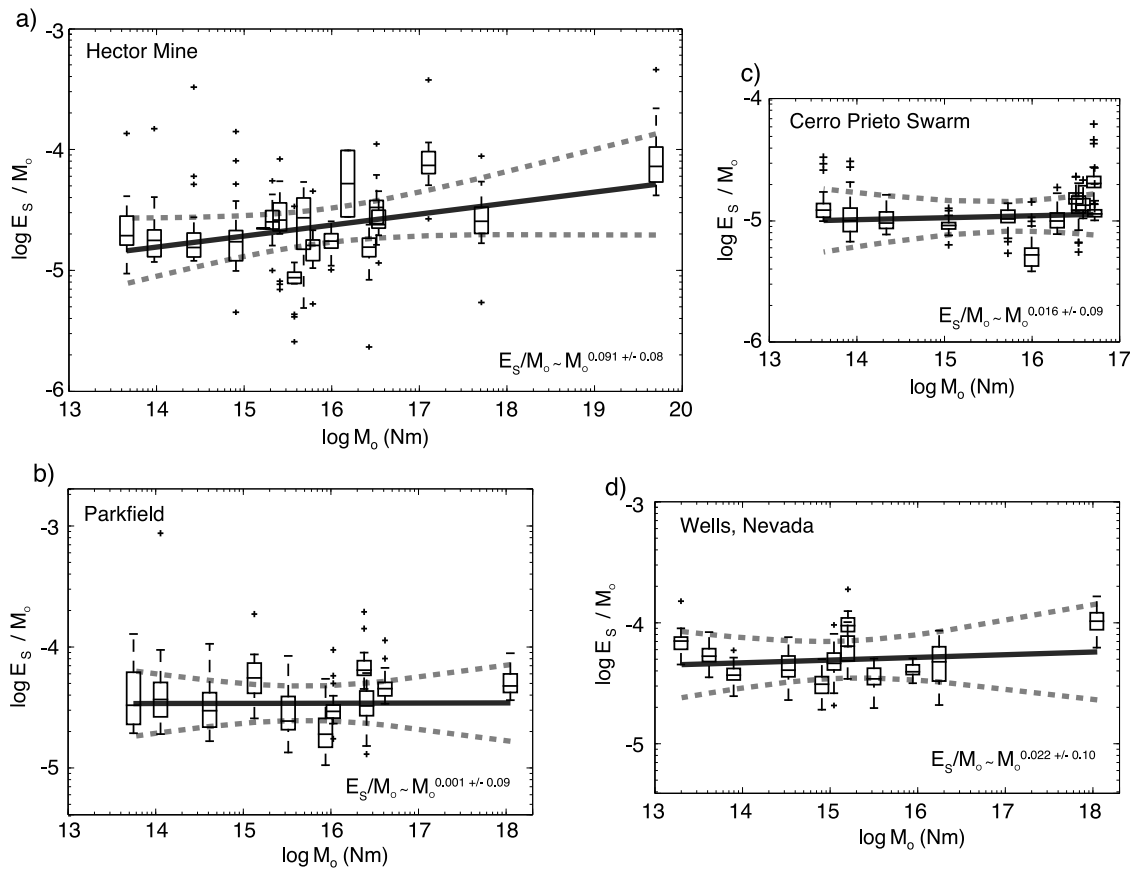 a)
Hector Mine
-3
-4
-5
-6
log E_S / M_o
E_S/M_o ~ M_o^0.091 +/- 0.08
13 14 15 16 17 18 19 20
log M_o (Nm)
c)
Cerro Prieto Swarm
-4
-5
-6
log E_S / M_o
E_S/M_o ~ M_o^0.016 +/- 0.09
13 14 15 16 17
log M_o (Nm)
b)
Parkfield
-3
-4
-5
log E_S / M_o
E_S/M_o ~ M_o^0.001 +/- 0.09
13 14 15 16 17 18
log M_o (Nm)
d)
Wells, Nevada
-3
-4
-5
log E_S / M_o
E_S/M_o ~ M_o^0.022 +/- 0.10
13 14 15 16 17 18
log M_o (Nm)